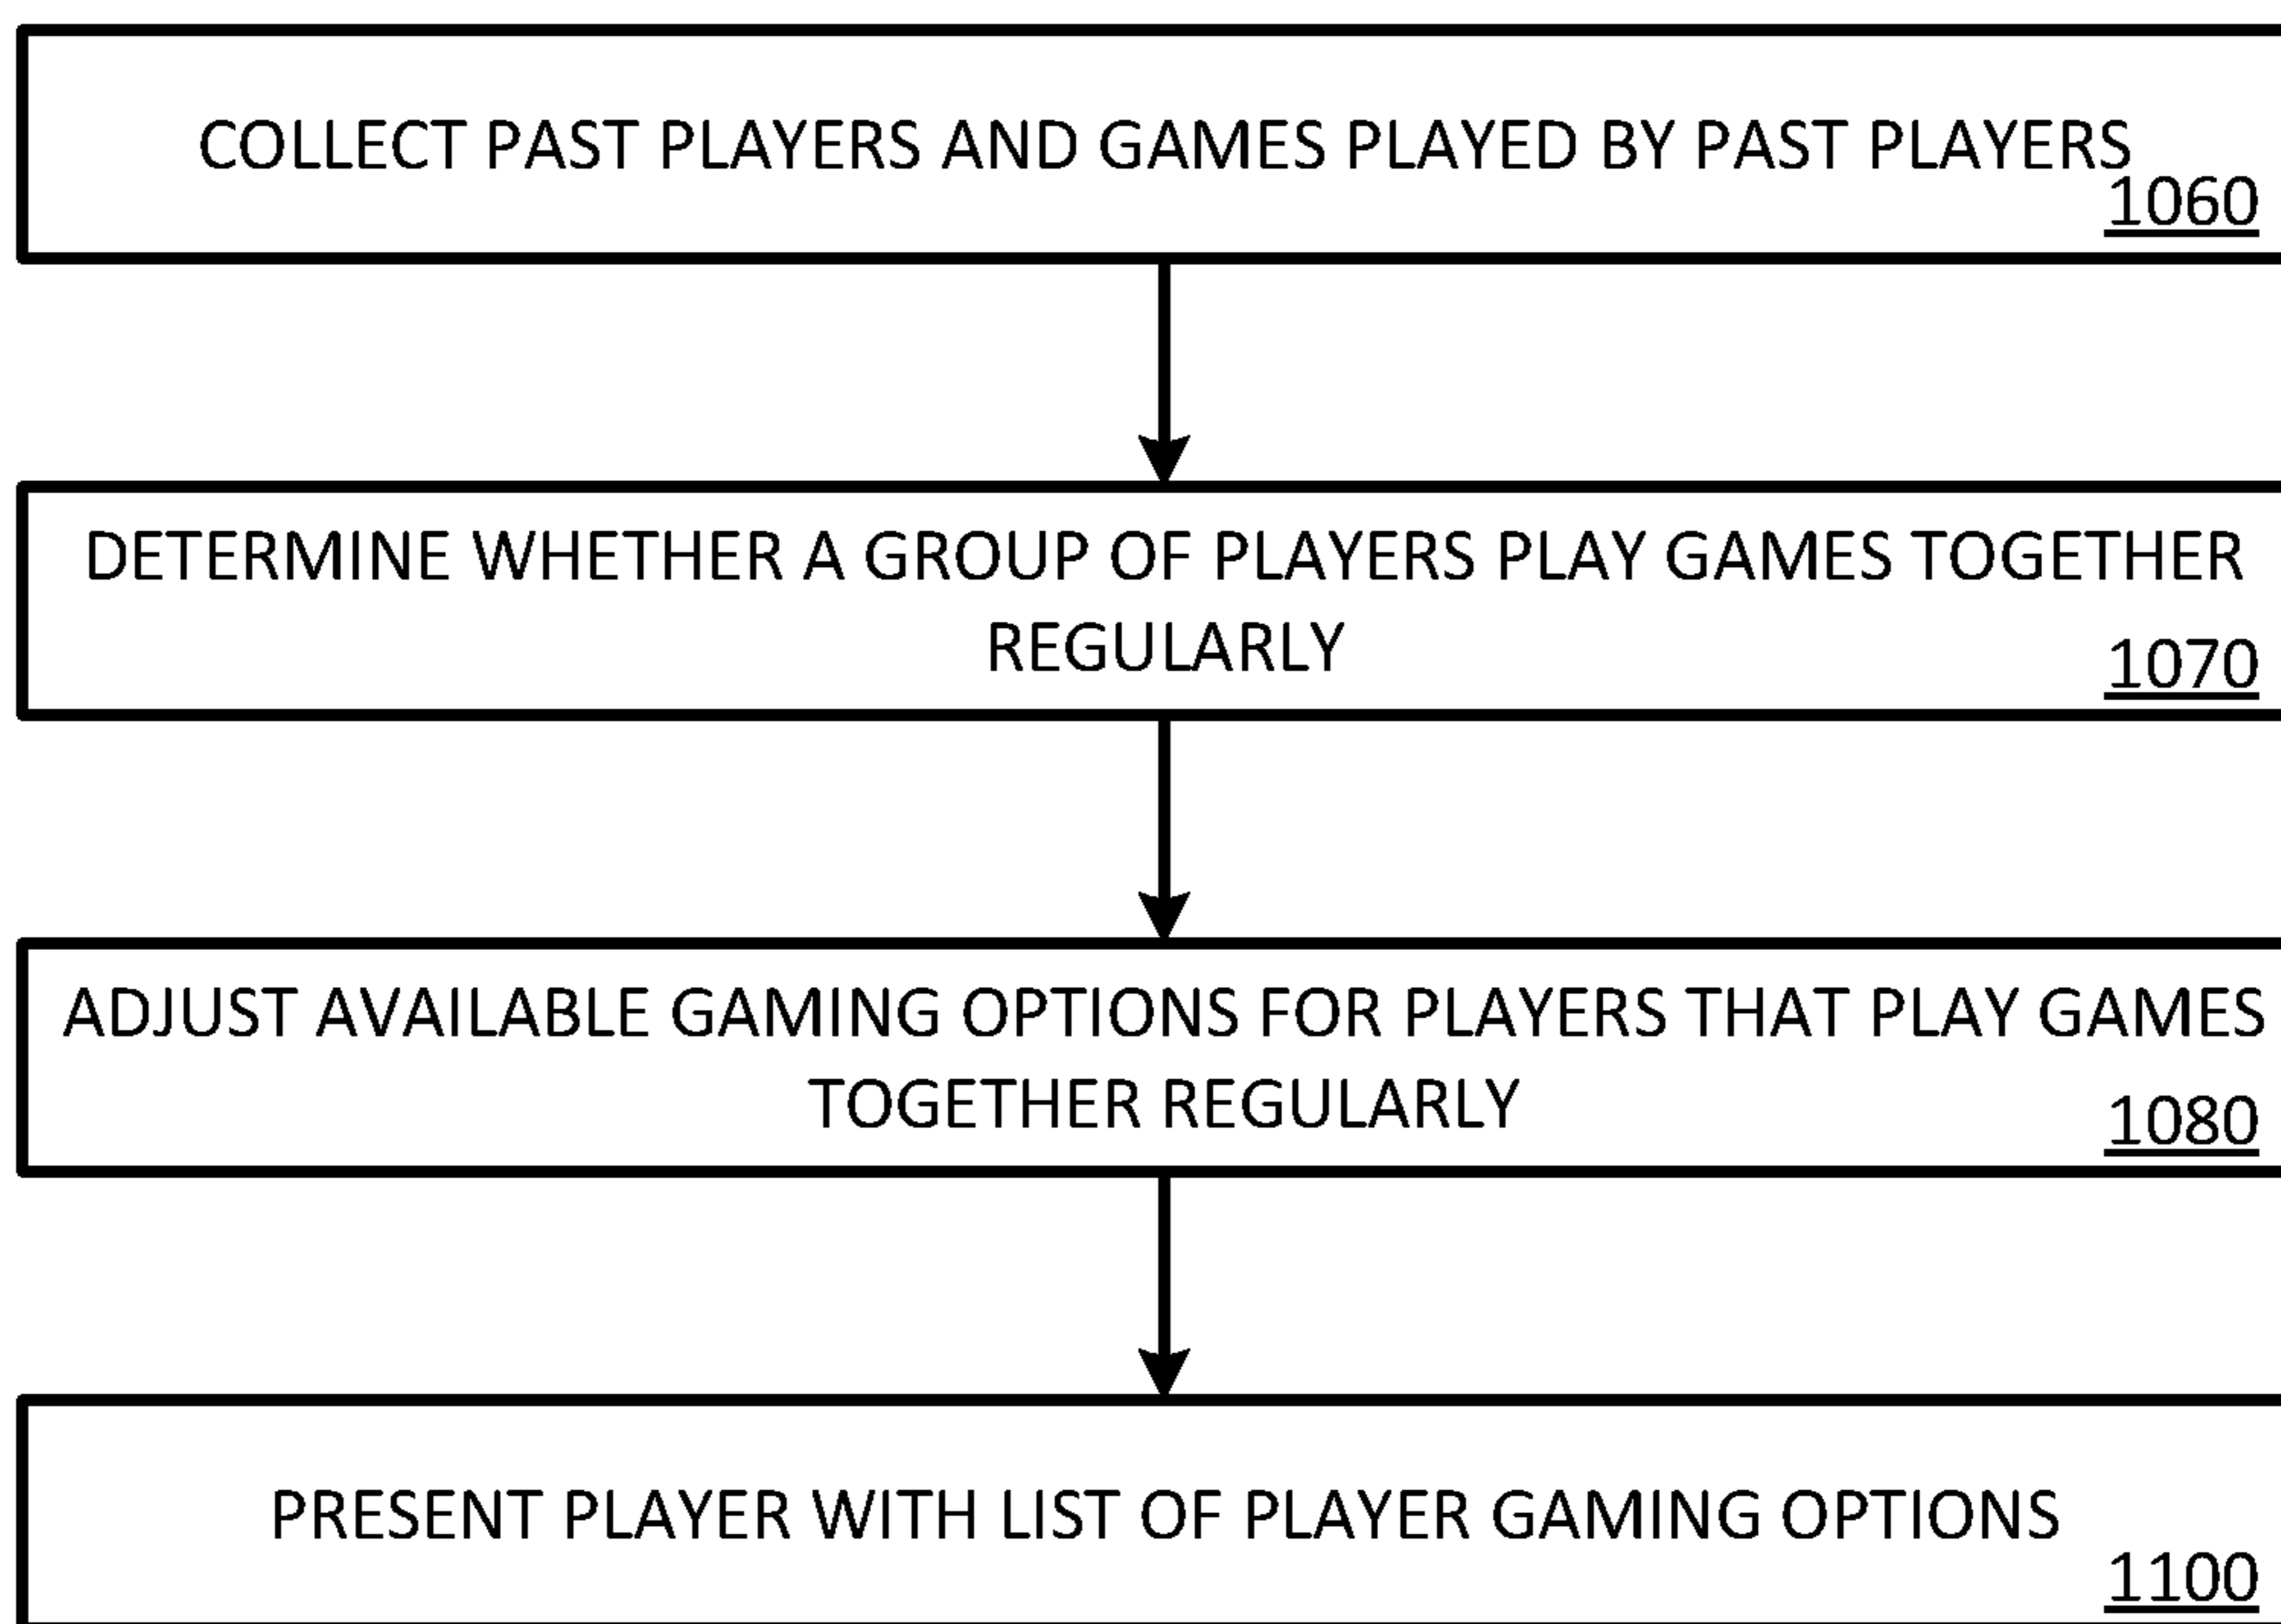 COLLECT PAST PLAYERS AND GAMES PLAYED BY PAST PLAYERS
1060
DETERMINE WHETHER A GROUP OF PLAYERS PLAY GAMES TOGETHER
REGULARLY
1070
ADJUST AVAILABLE GAMING OPTIONS FOR PLAYERS THAT PLAY GAMES
TOGETHER REGULARLY
1080
PRESENT PLAYER WITH LIST OF PLAYER GAMING OPTIONS
1100